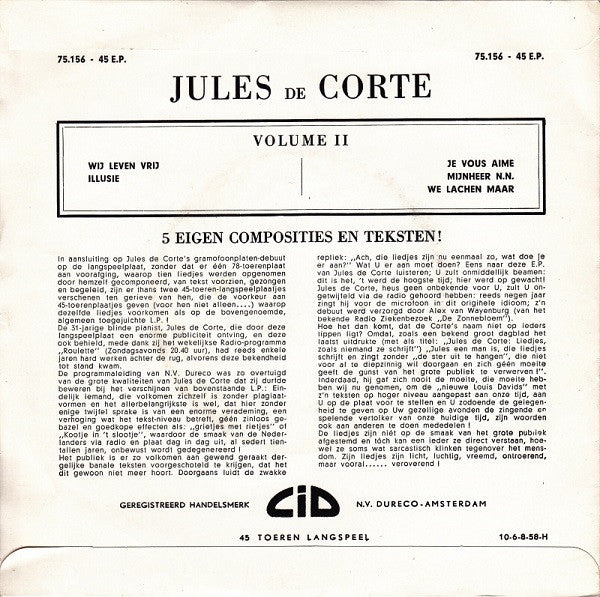 75.156 - 45 E.P.
75.156 - 45 E.P.
JULES DE CORTE
VOLUME II
WIJ LEVEN VRIJ
ILLUSIE
JE VOUS AIME
MIJNHEER N.N.
WE LACHEN MAAR
5 EIGEN COMPOSITIES EN TEKSTEN!
In aansluiting op Jules de Corte's gramofoonplaten-debuut
op de langspeelplaat, zonder dat er één 78-toerenplaat
aan voorafging, waarop tien liedjes werden opgenomen
door hemzelf gecomponeerd, van tekst voorzien, gezongen
en begeleid, zijn er thans twee 45-toeren-langspeelplaatjes
verschenen ten gerieve van hen, die de voorkeur aan
45-toerenplaatjes geven (voor hen niet alleen....) waarop
dezelfde liedjes voorkomen als op de bovengenoemde,
algemeen toegejuichte L.P. !
De 31-jarige blinde pianist, Jules de Corte, die door deze
langspeelplaat een enorme publiciteit genoot en deze
ook behield, mede dank zij het wekelijkse Radio-programma
„Roulette” (Zondagsavonds 20.40 uur), had reeds enkele
jaren hard werken achter de rug, alvorens deze bekendheid
tot stand kwam.
De programmaleiding van N.V. Dureco was zo overtuigd
van de grote kwaliteiten van Jules de Corte dat zij durfde
beweren bij het verschijnen van bovenstaande L.P.: Ein-
delijk iemand, die volkomen zichzelf is zonder plagiaat-
vormen en het allerbelangrijkste is wel, dat hier zonder
enige twijfel sprake is van een enorme verademing, een
verhoging wat het tekst-niveau betreft, géén zinloos ge-
bazel en goedkope effecten als: „grietjes met rietjes” of
„Kootje in 't slootje”, waardoor de smaak van de Neder-
landers via radio en plaat dag in dag uit, al sedert tien-
tallen jaren, onbewust wordt gedegenereerd !
Het publiek is er zo volkomen aan gewend geraakt der-
gelijke banale teksten voorgeschoteld te krijgen, dat het
dit gewoon niet meer hoort. Doorgaans luidt de zwakke
repliek: „Ach, die liedjes zijn nu eenmaal zo, wat doe je
er aan?” Wat U er aan moet doen? Eens naar deze E.P.
van Jules de Corte luisteren; U zult onmiddellijk beamen:
dit is hèt, 't werd de hoogste tijd; hier werd op gewacht!
Jules de Corte, heus geen onbekende voor U, zult U on-
getwijfeld via de radio gehoord hebben: reeds negen jaar
zingt hij voor de microfoon in dit origihele idioom; z'n
debuut werd verzorgd door Alex van Wayenburg (van het
bekende Radio Ziekenbezoek „De Zonnebloem”).
Hoe het dan komt, dat de Corte's naam niet op ieders
lippen ligt? Omdat, zoals een bekend groot dagblad het
laatst uitdrukte (met als titel: „Jules de Corte: Liedjes,
zoals niemand ze schrijft”) „Jules een man is, die liedjes
schrijft en zingt zonder „de ster uit te hangen”, die niet
voor al te diepzinnig wil doorgaan en zich géén moeite
geeft de gunst van het grote publiek te verwerven!”.
Inderdaad, hij gaf zich nooit de moeite, die moeite heb-
ben wij nu genomen, om de „nieuwe Louis Davids” met
z'n teksten op hoger niveau aangepast aan onze tijd, aan
U op de plaat voor te stellen en U zodoende de gelegen-
heid te geven op Uw gezellige avonden de zingende en
spelende vertolker van onze huidige tijd, zijn woorden
ook aan anderen te doen mededelen !
De liedjes zijn níet op de smaak van het grote publiek
afgestemd en tóch kan een ieder ze direct verstaan, hoe-
wel ze soms wat sarcastisch klinken tegenover het mens-
dom. Zijn liedjes zijn licht, luchtig, vreemd, ontroerend,
maar vooral...... veroverend !
GEREGISTREERD HANDELSMERK
CID
N.V. DURECO-AMSTERDAM
45 TOEREN LANGSPEEL
10-6-8-58-H